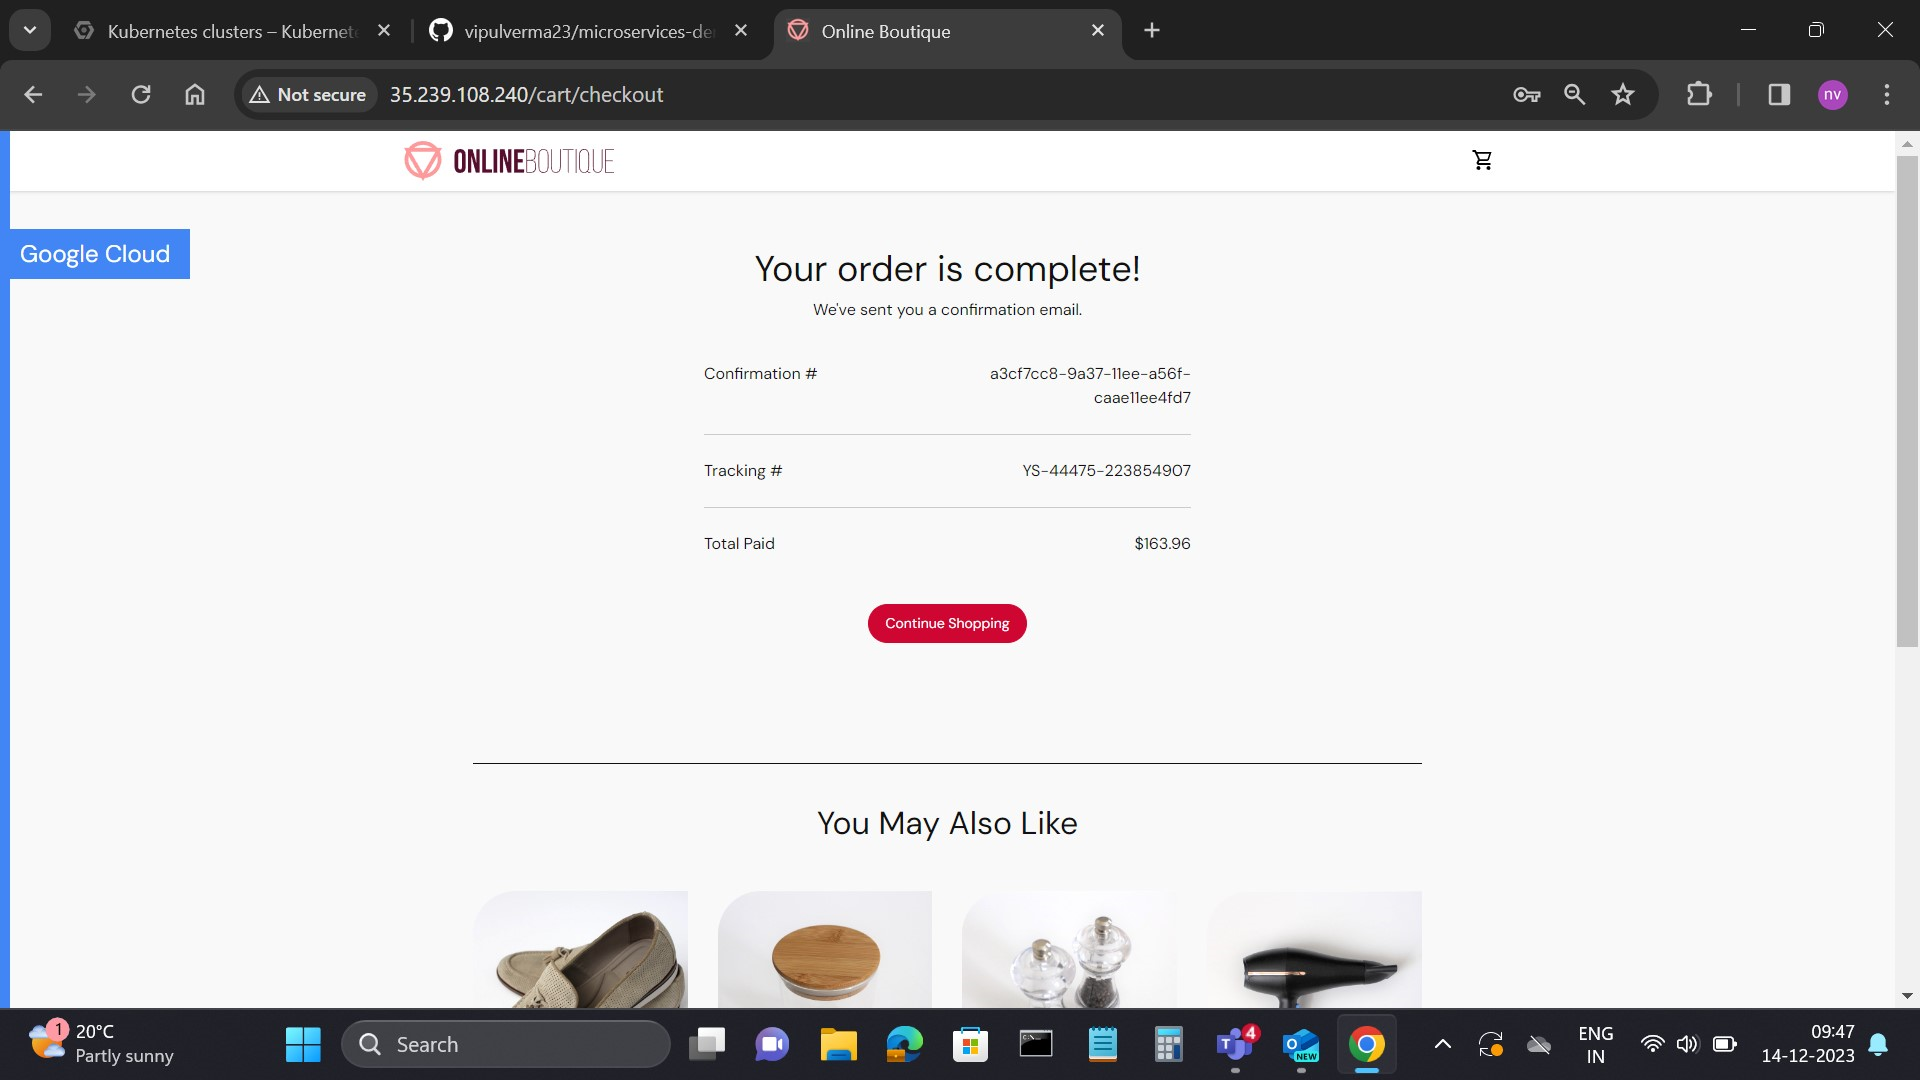 Kubernetes clusters – Kubernete
vipulverma23/microservices-de
Online Boutique
Not secure
35.239.108.240/cart/checkout
nv
ONLINEBOUTIQUE
Google Cloud
Your order is complete!
We've sent you a confirmation email.
Confirmation #
a3cf7cc8-9a37-11ee-a56f-
caae11ee4fd7
Tracking #
YS-44475-223854907
Total Paid
$163.96
Continue Shopping
You May Also Like
1
20°C
Partly sunny
Search
T
4
O
NEW
ENG
IN
09:47
14-12-2023